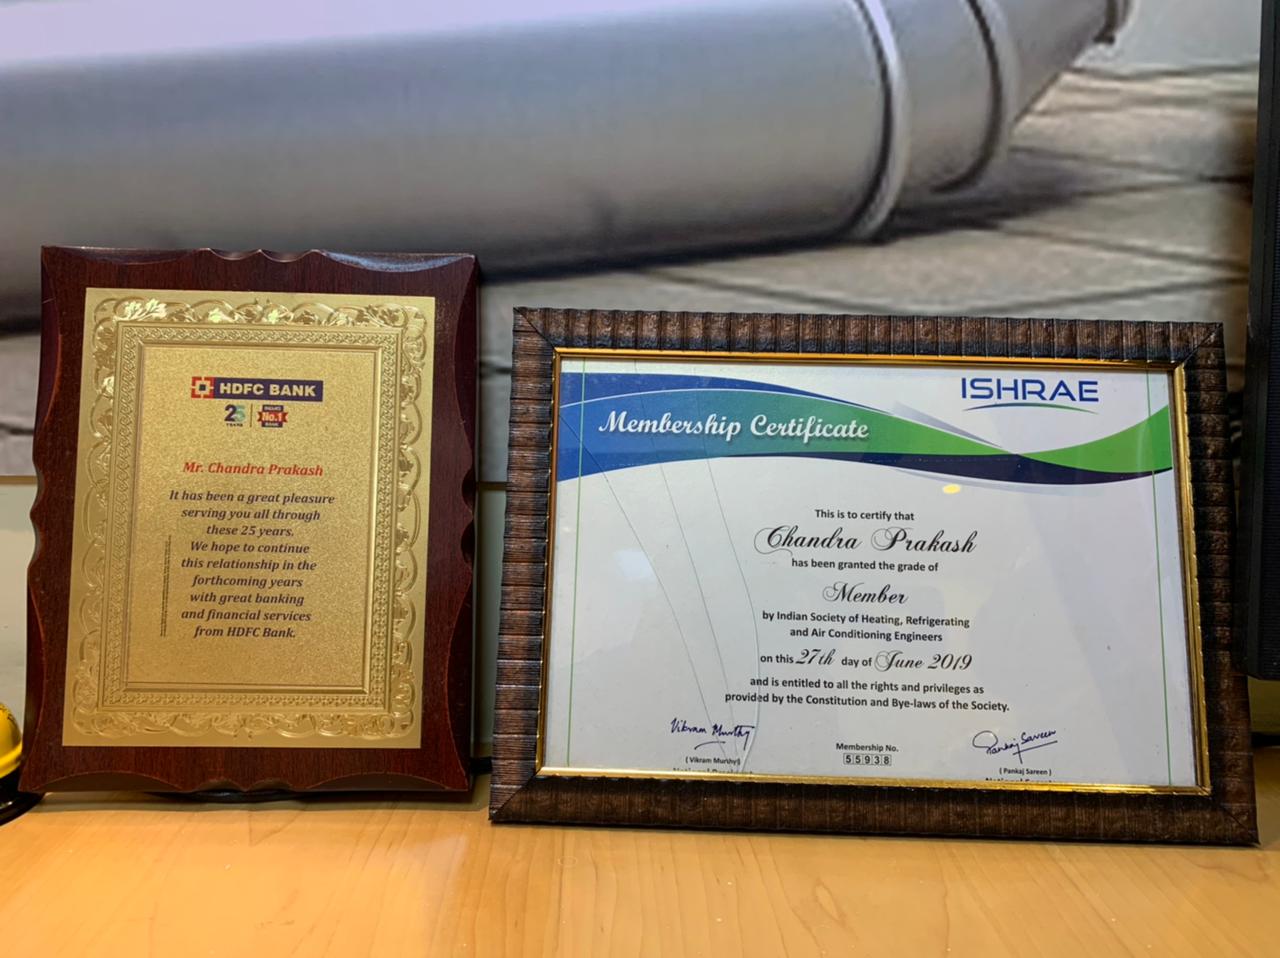 HDFC BANK
25
YEARS
INDIA'S
No.1
BANK
Mr. Chandra Prakash
It has been a great pleasure
serving you all through
these 25 years.
We hope to continue
this relationship in the
forthcoming years
with great banking
and financial services
from HDFC Bank.
ISHRAE
Membership Certificate
This is to certify that
Chandra Prakash
has been granted the grade of
Member
by Indian Society of Heating, Refrigerating
and Air Conditioning Engineers
on this 27th day of June 2019
and is entitled to all the rights and privileges as
provided by the Constitution and Bye-laws of the Society.
Vikram Murthy
( Vikram Murthy)
Membership No.
55938
Pankaj Sareen
( Pankaj Sareen )